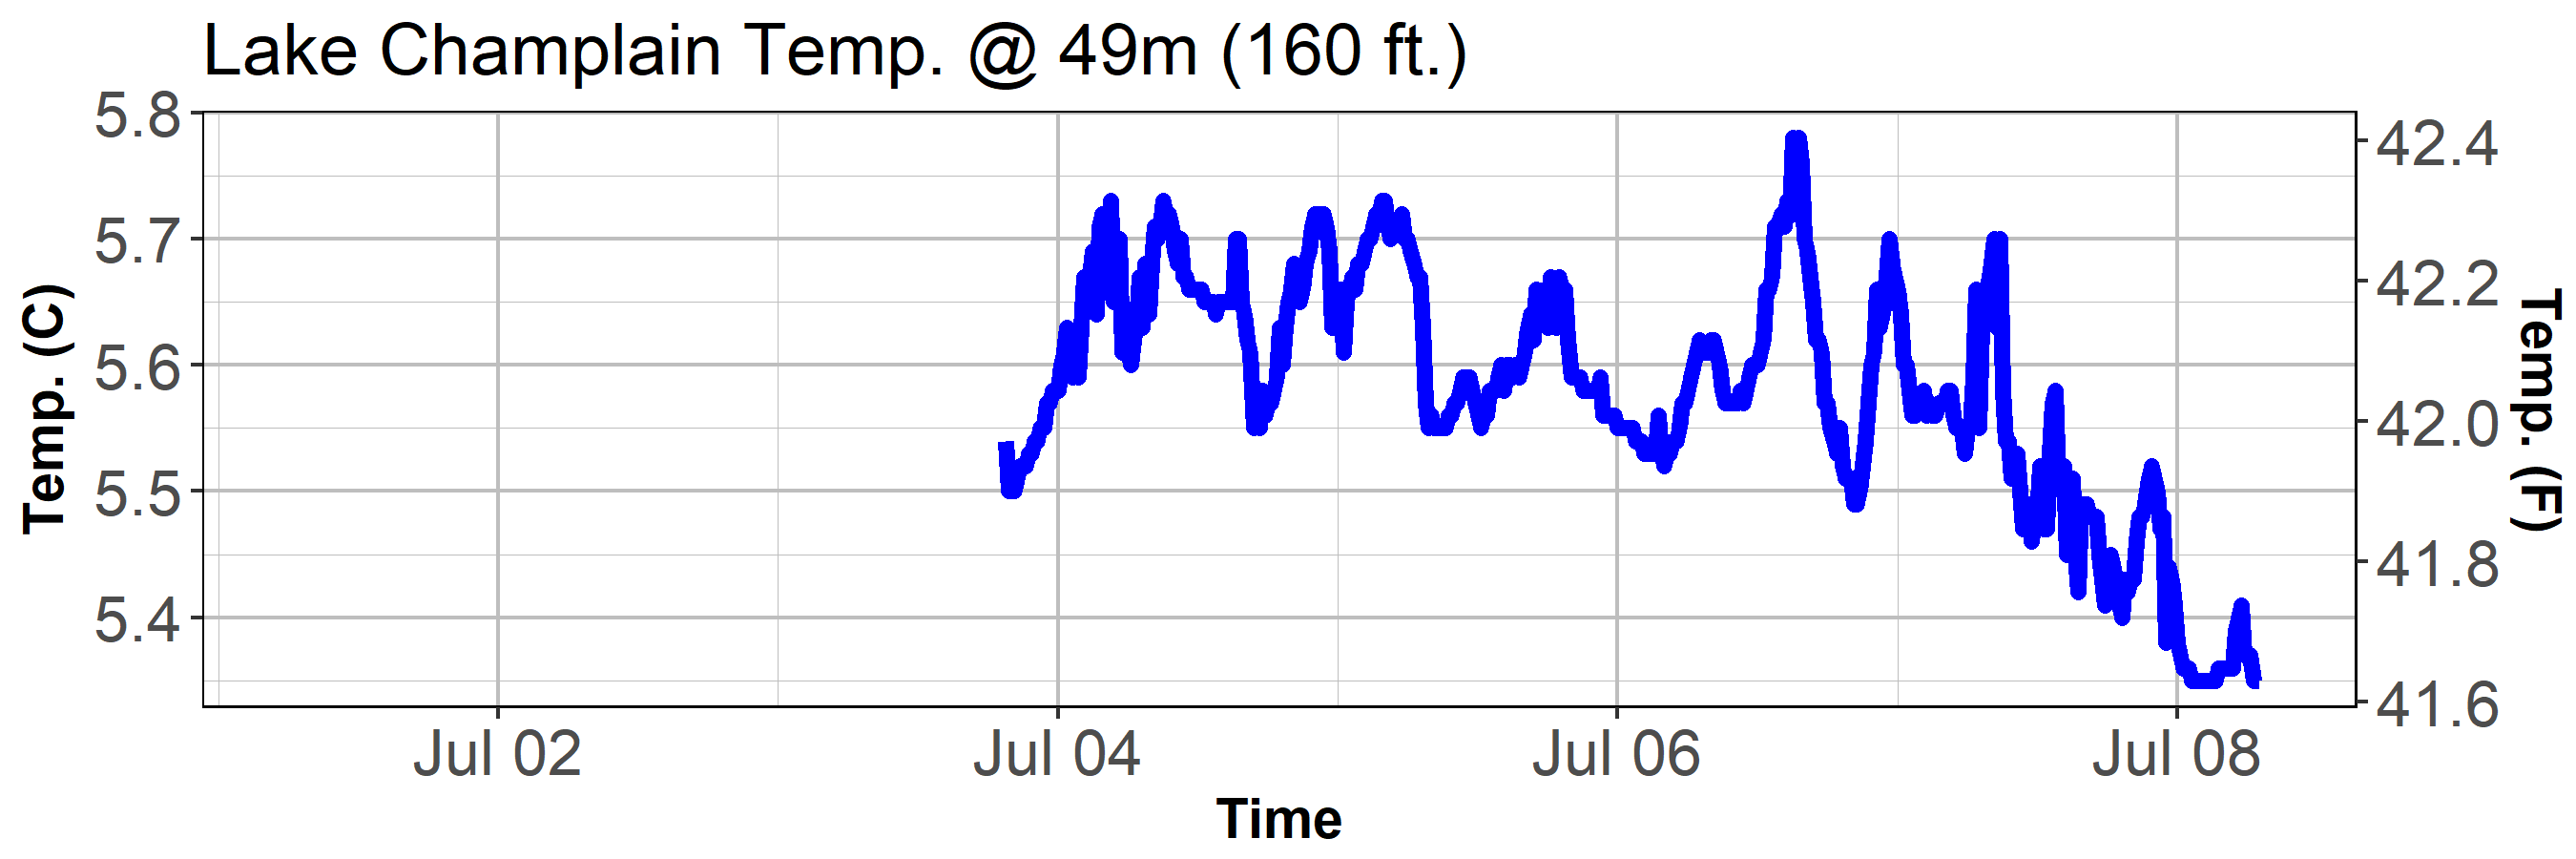 Lake Champlain Temp. @ 49m (160 ft.)
5.8
5.7
5.6
5.5
5.4
Temp. (C)
42.4
42.2
42.0
41.8
41.6
Temp. (F)
Jul 02 Jul 04 Jul 06 Jul 08
Time